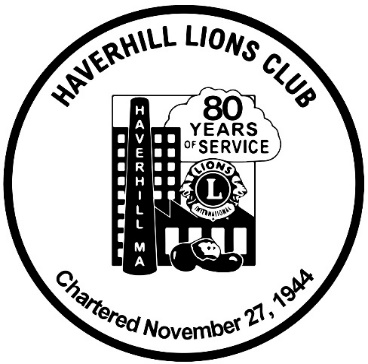 HAVERHILL LIONS CLUB
80
YEARS
OF SERVICE
HAVERHILL MA
LIONS
L
INTERNATIONAL
Chartered November 27, 1944